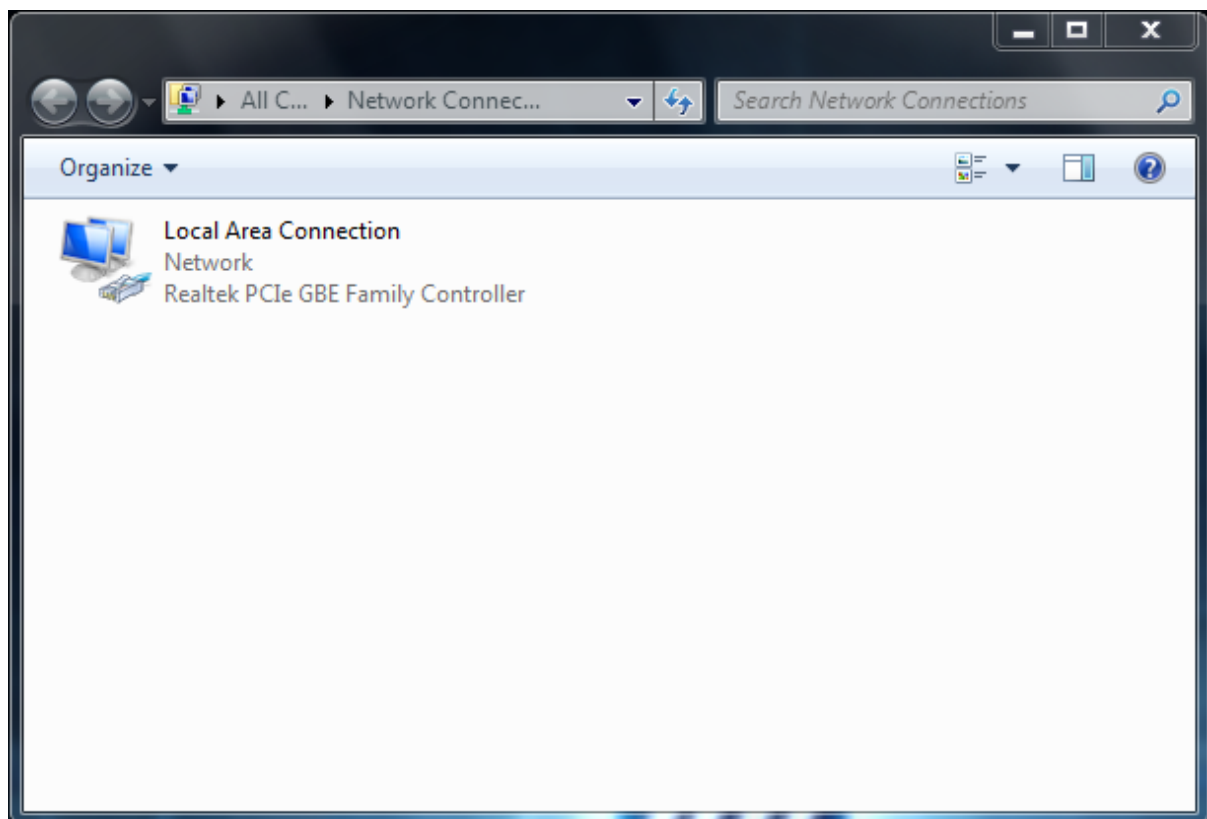 All C... Network Connec...
Search Network Connections
Organize
Local Area Connection
Network
Realtek PCIe GBE Family Controller